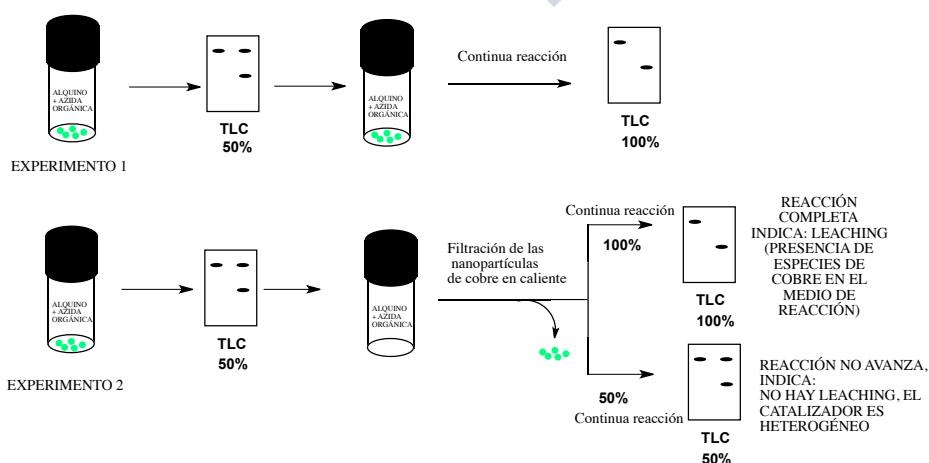 Continua reacción
ALQUINO
+ AZIDA
ORGÁNICA
TLC
50%
ALQUINO
+ AZIDA
ORGÁNICA
TLC
100%
EXPERIMENTO 1
ALQUINO
+ AZIDA
ORGÁNICA
TLC
50%
ALQUINO
+ AZIDA
ORGÁNICA
Filtración de las
nanopartículas
de cobre en caliente
Continua reacción
100%
TLC
100%
REACCIÓN
COMPLETA
INDICA: LEACHING
(PRESENCIA DE
ESPECIES DE
COBRE EN EL
MEDIO DE
REACCIÓN)
EXPERIMENTO 2
50%
Continua reacción
TLC
50%
REACCIÓN NO AVANZA,
INDICA:
NO HAY LEACHING, EL
CATALIZADOR ES
HETEROGÉNEO